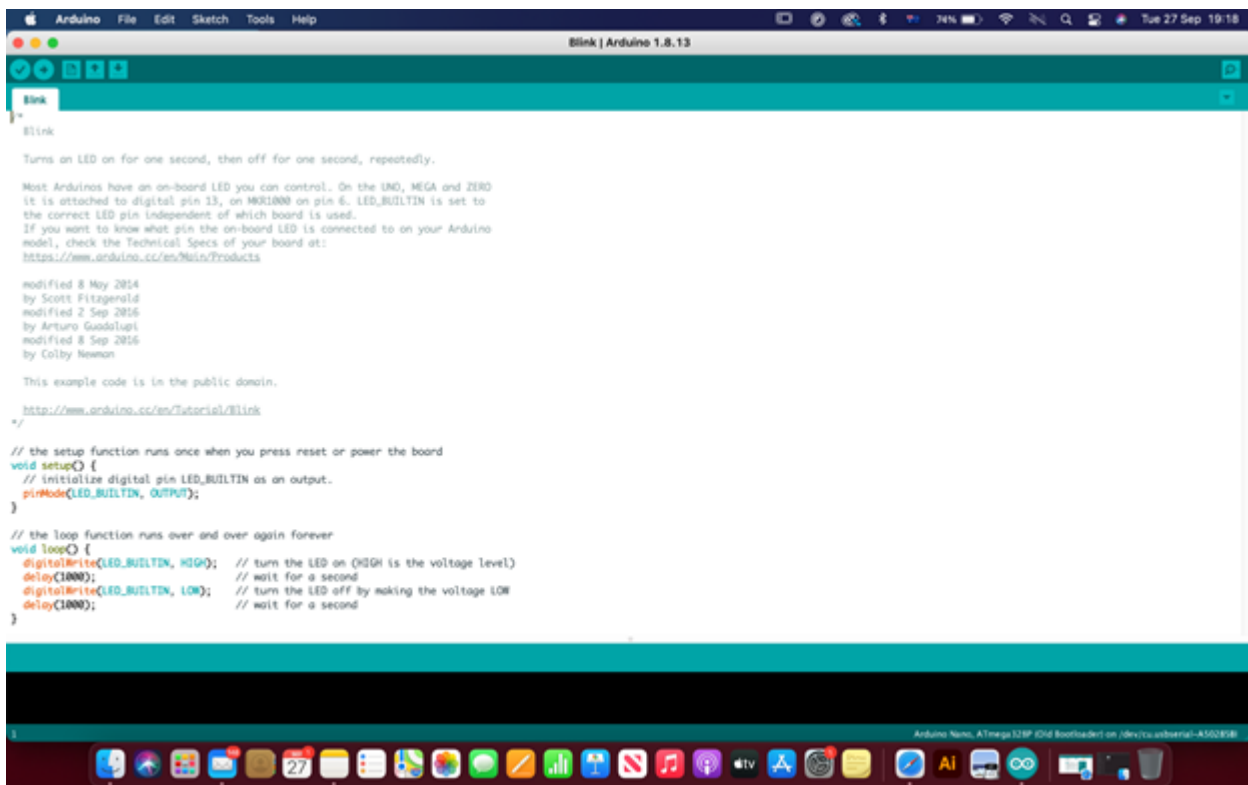 Arduino File Edit Sketch Tools Help 74% Tue 27 Sep 19:18
Blink | Arduino 1.8.13
Blink
/*
Blink
Turns an LED on for one second, then off for one second, repeatedly.
Most Arduinos have an on-board LED you can control. On the UNO, MEGA and ZERO
it is attached to digital pin 13, on MKR1000 on pin 6. LED_BUILTIN is set to
the correct LED pin independent of which board is used.
If you want to know what pin the on-board LED is connected to on your Arduino
model, check the Technical Specs of your board at:
https://www.arduino.cc/en/Main/Products
modified 8 May 2014
by Scott Fitzgerald
modified 2 Sep 2016
by Arturo Guadalupi
modified 8 Sep 2016
by Colby Newman
This example code is in the public domain.
http://www.arduino.cc/en/Tutorial/Blink
*/
// the setup function runs once when you press reset or power the board
void setup() {
// initialize digital pin LED_BUILTIN as an output.
pinMode(LED_BUILTIN, OUTPUT);
}
// the loop function runs over and over again forever
void loop() {
digitalWrite(LED_BUILTIN, HIGH); // turn the LED on (HIGH is the voltage level)
delay(1000); // wait for a second
digitalWrite(LED_BUILTIN, LOW); // turn the LED off by making the voltage LOW
delay(1000); // wait for a second
}
1 Arduino Nano, ATmega328P (Old Bootloader) on
27 tv Ai